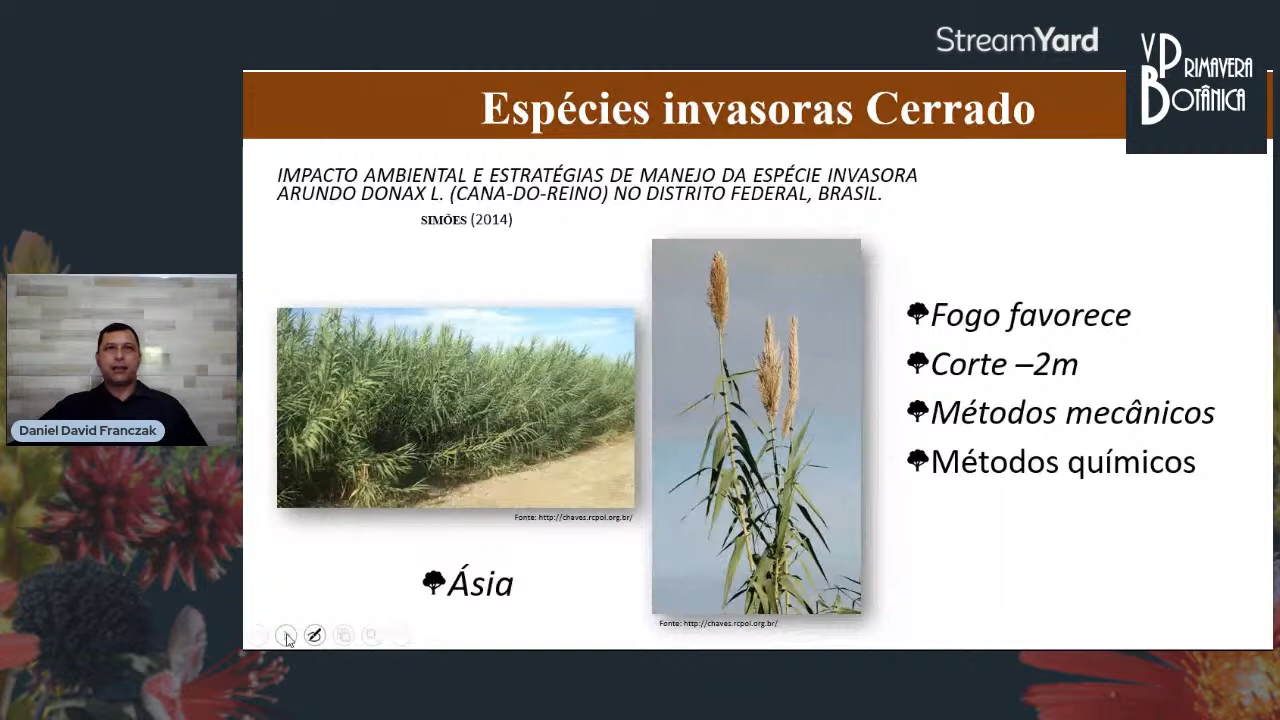 StreamYard
V PRIMAVERA
BOTÂNICA
Espécies invasoras Cerrado
IMPACTO AMBIENTAL E ESTRATÉGIAS DE MANEJO DA ESPÉCIE INVASORA
ARUNDO DONAX L. (CANA-DO-REINO) NO DISTRITO FEDERAL, BRASIL.
SIMÕES (2014)
Fogo favorece
Corte –2m
Métodos mecânicos
Métodos químicos
Daniel David Franczak
Fonte: http://chaves.rcpol.org.br/
Ásia
Fonte: http://chaves.rcpol.org.br/